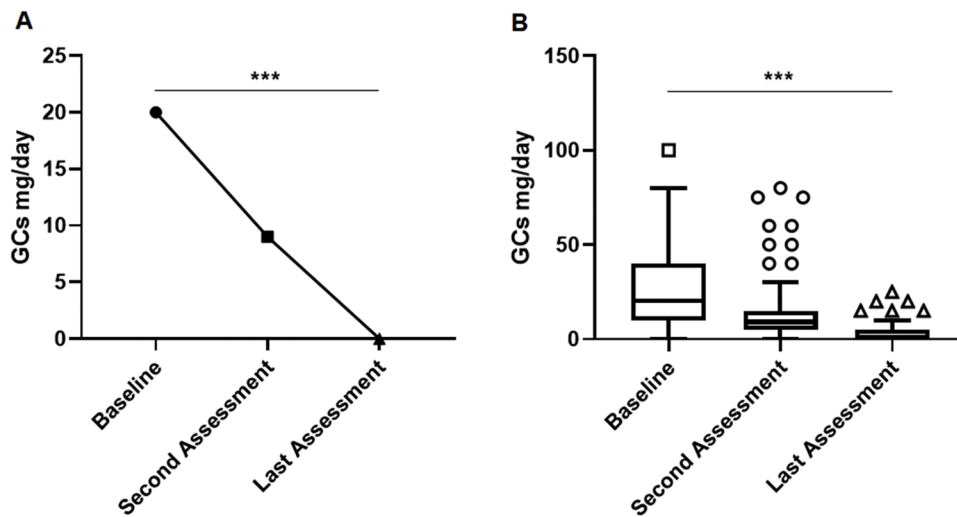 A
GCs mg/day
25
20
15
10
5
0
***
Baseline
Second Assessment
Last Assessment
B
GCs mg/day
150
100
50
0
***
Baseline
Second Assessment
Last Assessment